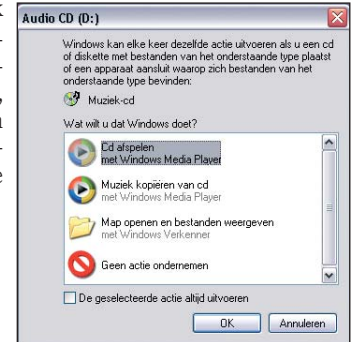 Audio CD (D:)
Windows kan elke keer dezelfde actie uitvoeren als u een cd
of diskette met bestanden van het onderstaande type plaatst
of een apparaat aansluit waarop zich bestanden van het
onderstaande type bevinden:
Muziek-cd
Wat wilt u dat Windows doet?
Cd afspelen
met Windows Media Player
Muziek kopiëren van cd
met Windows Media Player
Map openen en bestanden weergeven
met Windows Verkenner
Geen actie ondernemen
De geselecteerde actie altijd uitvoeren
OK Annuleren